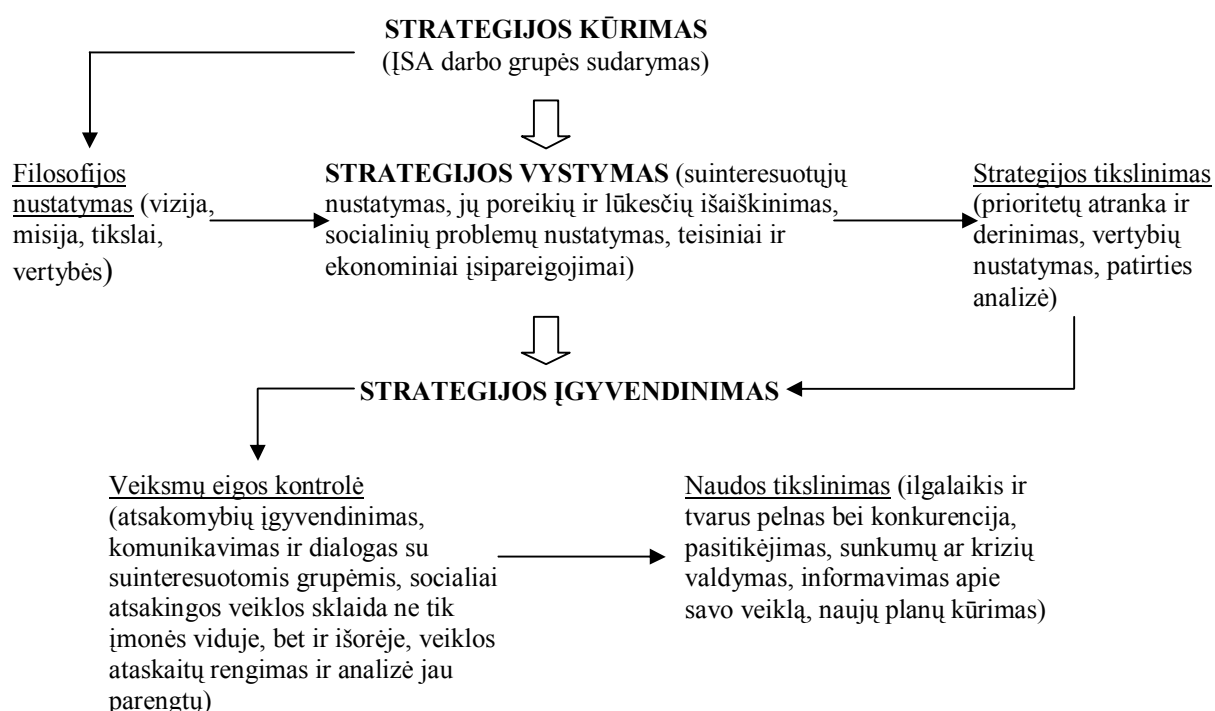 STRATEGIJOS KŪRIMAS
(ĮSA darbo grupės sudarymas)
Filosofijos
nustatymas (vizija,
misija, tikslai,
vertybės)
STRATEGIJOS VYSTYMAS (suinteresuotųjų
nustatymas, jų poreikių ir lūkesčių išaiškinimas,
socialinių problemų nustatymas, teisiniai ir
ekonominiai įsipareigojimai)
Strategijos tikslinimas
(prioritetų atranka ir
derinimas, vertybių
nustatymas, patirties
analizė)
STRATEGIJOS ĮGYVENDINIMAS
Veiksmų eigos kontrolė
(atsakomybių įgyvendinimas,
komunikavimas ir dialogas su
suinteresuotomis grupėmis, socialiai
atsakingos veiklos sklaida ne tik
įmonės viduje, bet ir išorėje, veiklos
ataskaitų rengimas ir analizė jau
parengtų)
Naudos tikslinimas (ilgalaikis ir
tvarus pelnas bei konkurencija,
pasitikėjimas, sunkumų ar krizių
valdymas, informavimas apie
savo veiklą, naujų planų kūrimas)